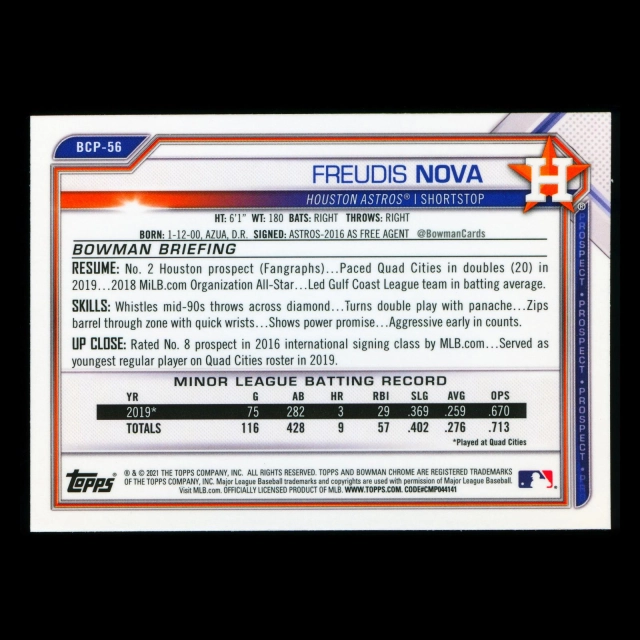 BCP-56
FREUDIS NOVA
HOUSTON ASTROS® | SHORTSTOP
H
®
HT: 6'1" WT: 180 BATS: RIGHT THROWS: RIGHT
BORN: 1-12-00, AZUA, D.R. SIGNED: ASTROS-2016 AS FREE AGENT @BowmanCards
BOWMAN BRIEFING
RESUME: No. 2 Houston prospect (Fangraphs)...Paced Quad Cities in doubles (20) in
2019...2018 MiLB.com Organization All-Star...Led Gulf Coast League team in batting average.
SKILLS: Whistles mid-90s throws across diamond...Turns double play with panache...Zips
barrel through zone with quick wrists...Shows power promise...Aggressive early in counts.
UP CLOSE: Rated No. 8 prospect in 2016 international signing class by MLB.com...Served as
youngest regular player on Quad Cities roster in 2019.
MINOR LEAGUE BATTING RECORD
YR G AB HR RBI SLG AVG OPS
2019* 75 282 3 29 .369 .259 .670
TOTALS 116 428 9 57 .402 .276 .713
*Played at Quad Cities
PROSPECT • PROSPECT • PROSPECT • PROSPECT • PR
Topps
® & © 2021 THE TOPPS COMPANY, INC. ALL RIGHTS RESERVED. TOPPS AND BOWMAN CHROME ARE REGISTERED TRADEMARKS
OF THE TOPPS COMPANY, INC. Major League Baseball trademarks and copyrights are used with permission of Major League Baseball.
Visit MLB.com. OFFICIALLY LICENSED PRODUCT OF MLB. WWW.TOPPS.COM. CODE#CMP044141